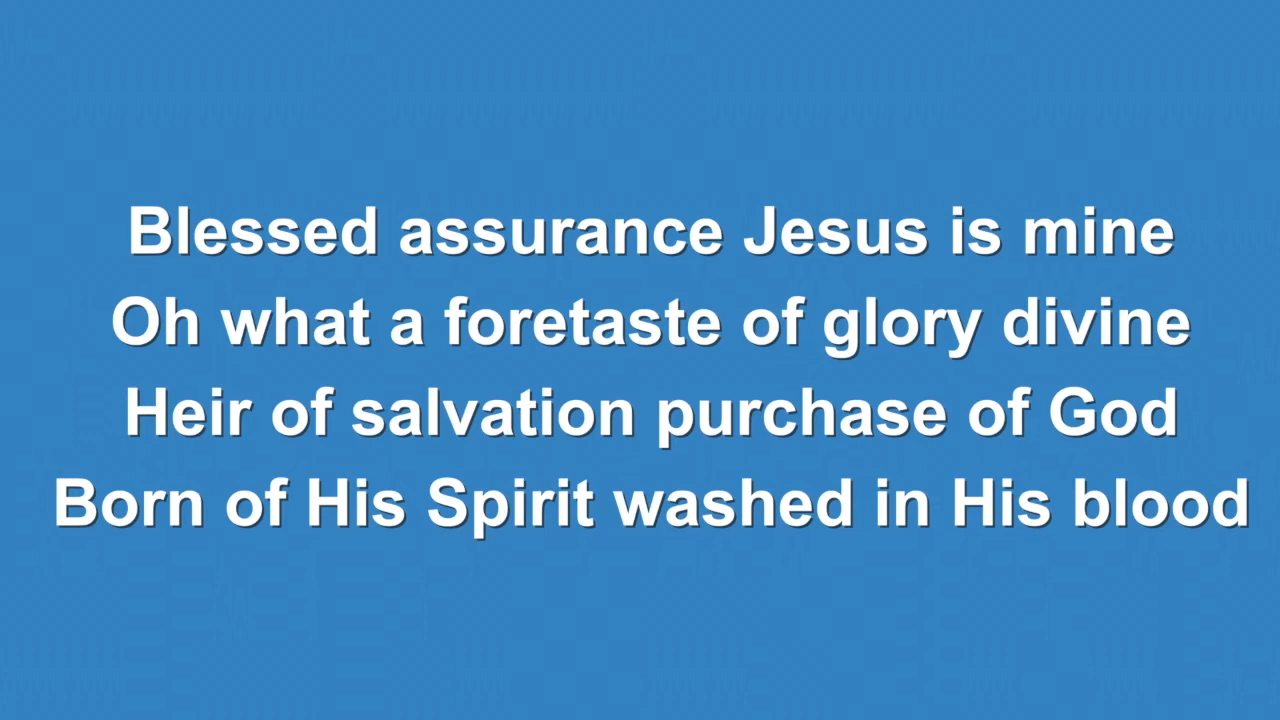 Blessed assurance Jesus is mine
Oh what a foretaste of glory divine
Heir of salvation purchase of God
Born of His Spirit washed in His blood